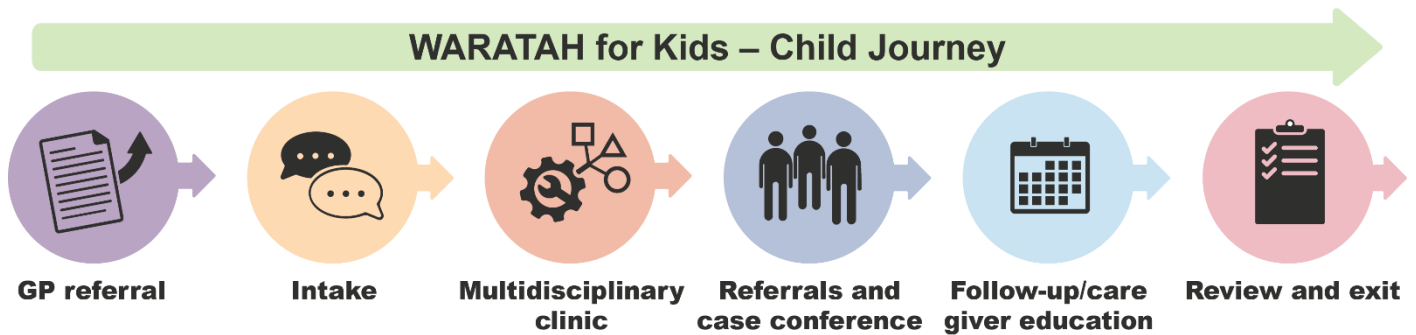 WARATAH for Kids – Child Journey
GP referral
Intake
Multidisciplinary
clinic
Referrals and
case conference
Follow-up/care
giver education
Review and exit